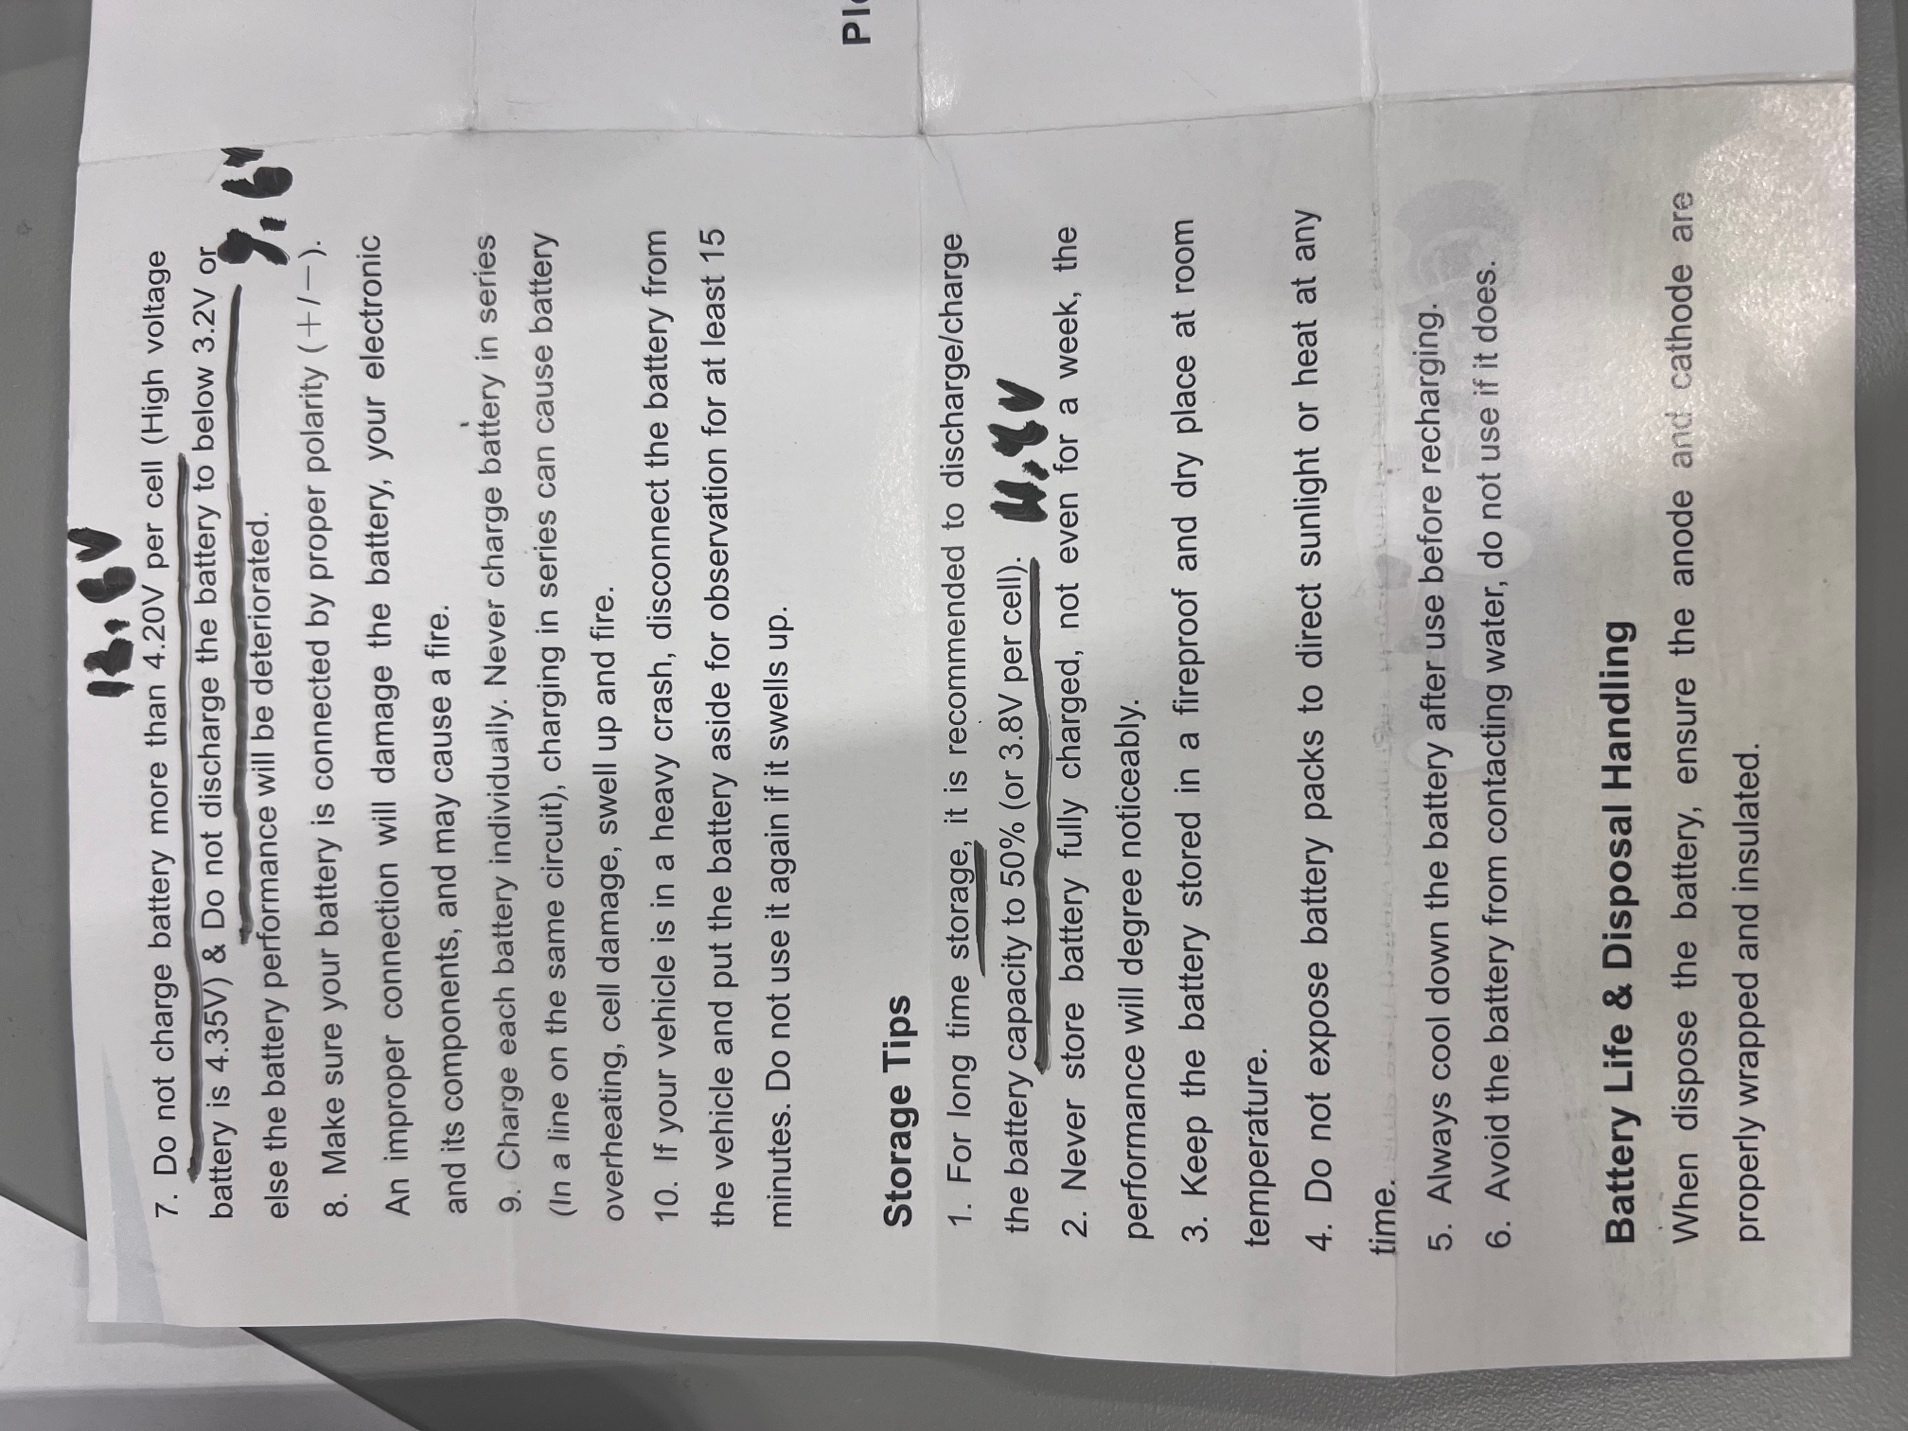 12.6V
7. Do not charge battery more than 4.20V per cell (High voltage
battery is 4.35V) & Do not discharge the battery to below 3.2V or
9.6V
else the battery performance will be deteriorated.
8. Make sure your battery is connected by proper polarity (+/−).
An improper connection will damage the battery, your electronic
and its components, and may cause a fire.
9. Charge each battery individually. Never charge battery in series
(In a line on the same circuit), charging in series can cause battery
overheating, cell damage, swell up and fire.
10. If your vehicle is in a heavy crash, disconnect the battery from
the vehicle and put the battery aside for observation for at least 15
minutes. Do not use it again if it swells up.
Storage Tips
1. For long time storage, it is recommended to discharge/charge
the battery capacity to 50% (or 3.8V per cell). 11.4V
2. Never store battery fully charged, not even for a week, the
performance will degree noticeably.
3. Keep the battery stored in a fireproof and dry place at room
temperature.
4. Do not expose battery packs to direct sunlight or heat at any
time.
5. Always cool down the battery after use before recharging.
6. Avoid the battery from contacting water, do not use if it does.
Battery Life & Disposal Handling
When dispose the battery, ensure the anode and cathode are
properly wrapped and insulated.